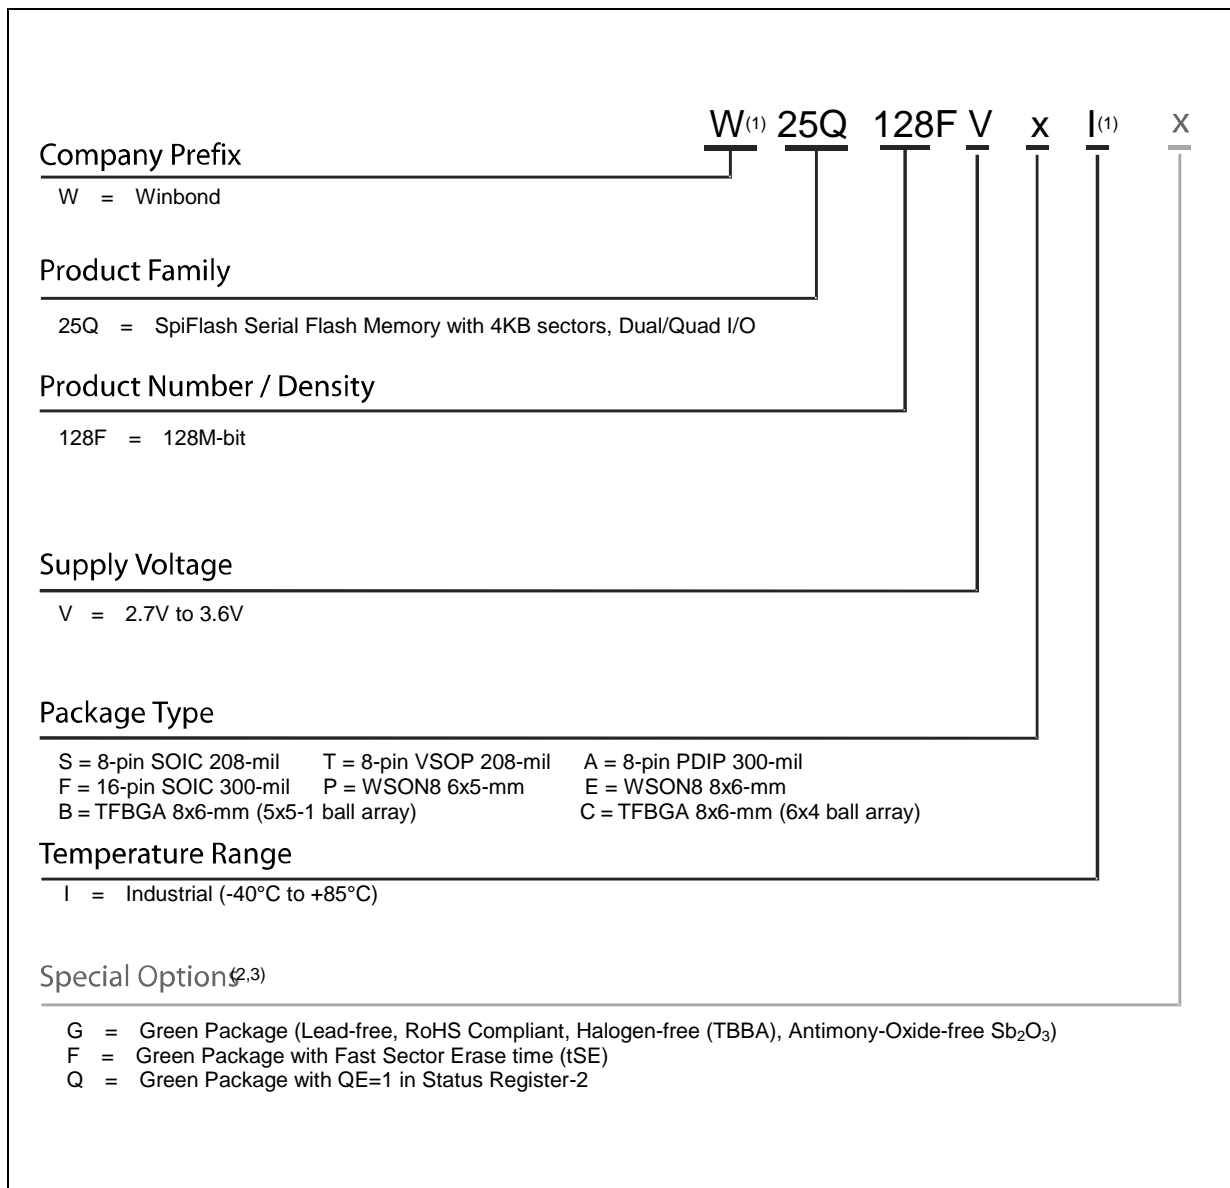 W(1) 25Q 128F V x I(1) x
Company Prefix
W = Winbond
Product Family
25Q = SpiFlash Serial Flash Memory with 4KB sectors, Dual/Quad I/O
Product Number / Density
128F = 128M-bit
Supply Voltage
V = 2.7V to 3.6V
Package Type
S = 8-pin SOIC 208-mil T = 8-pin VSOP 208-mil A = 8-pin PDIP 300-mil
F = 16-pin SOIC 300-mil P = WSON8 6x5-mm E = WSON8 8x6-mm
B = TFBGA 8x6-mm (5x5-1 ball array) C = TFBGA 8x6-mm (6x4 ball array)
Temperature Range
I = Industrial (-40°C to +85°C)
Special Options(2,3)
G = Green Package (Lead-free, RoHS Compliant, Halogen-free (TBBA), Antimony-Oxide-free Sb₂O₃)
F = Green Package with Fast Sector Erase time (tSE)
Q = Green Package with QE=1 in Status Register-2